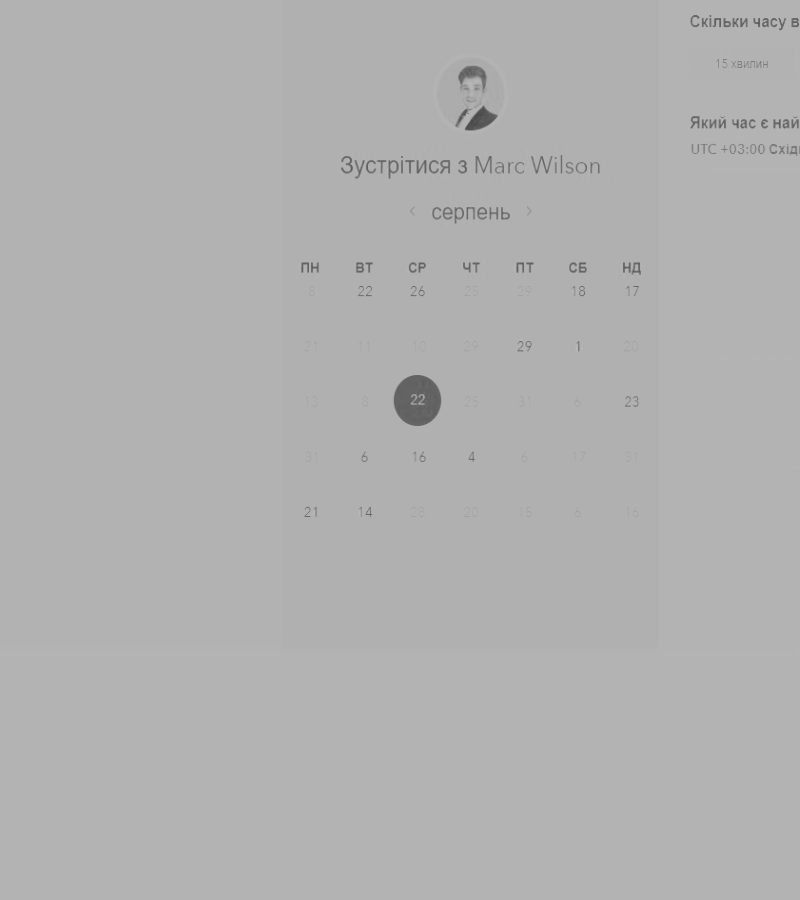 Скільки часу в
15 хвилин
Який час є най
UTC +03:00 Східн
Зустрітися з Marc Wilson
серпень
ПН ВТ СР ЧТ ПТ СБ НД
8 22 26 23 29 18 17
21 11 10 29 29 1 20
12 8 22 25 31 6 23
31 6 16 4 6 17 31
21 14 28 20 15 6 16